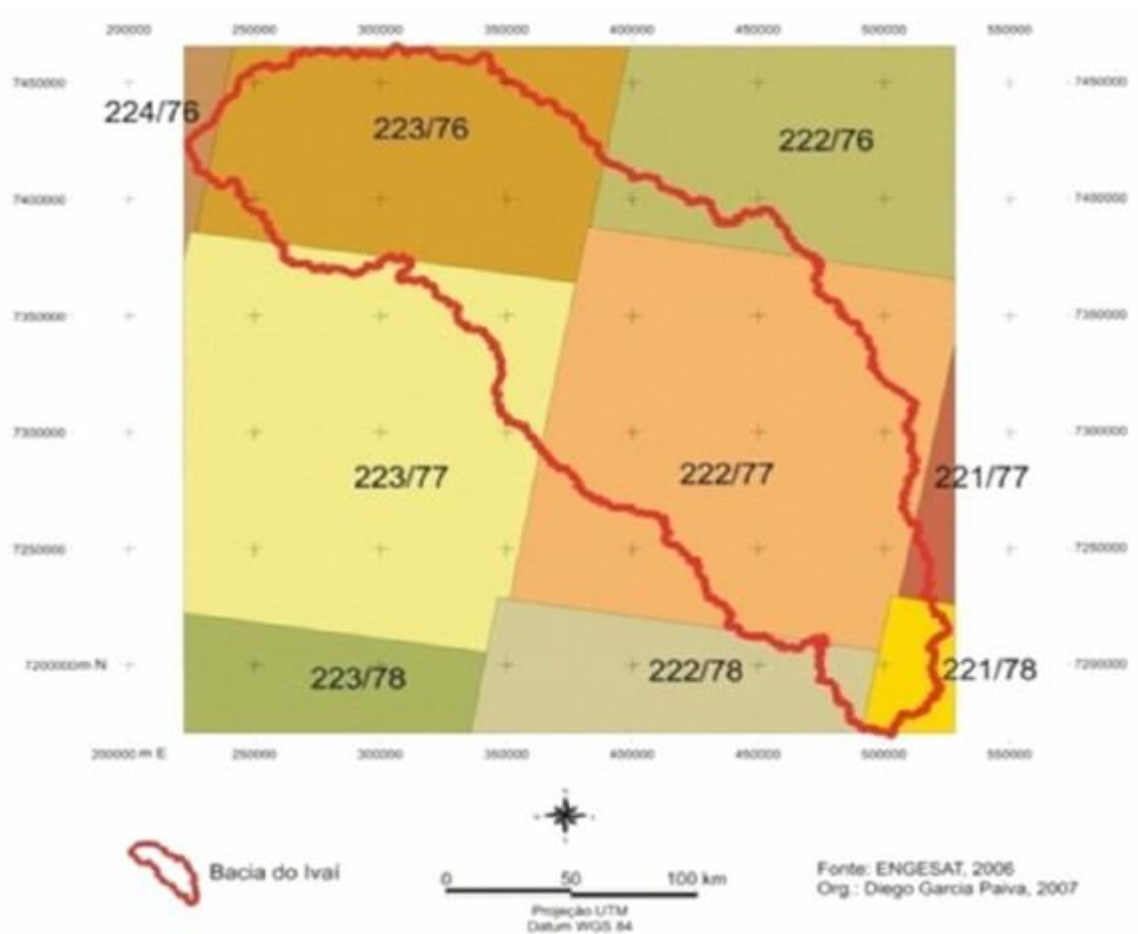 200000 250000 300000 350000 400000 450000 500000 550000
7450000 7450000
224/76
223/76
222/76
7400000 7400000
7350000 7350000
7300000 7300000
223/77
222/77
221/77
7250000 7250000
7200000m N 7200000
223/78
222/78
221/78
200000 m E 250000 300000 350000 400000 450000 500000 550000
Bacia do Ivaí
0 50 100 km
Projeção UTM
Datum WGS 84
Fonte: ENGESAT, 2006
Org.: Diego Garcia Paiva, 2007